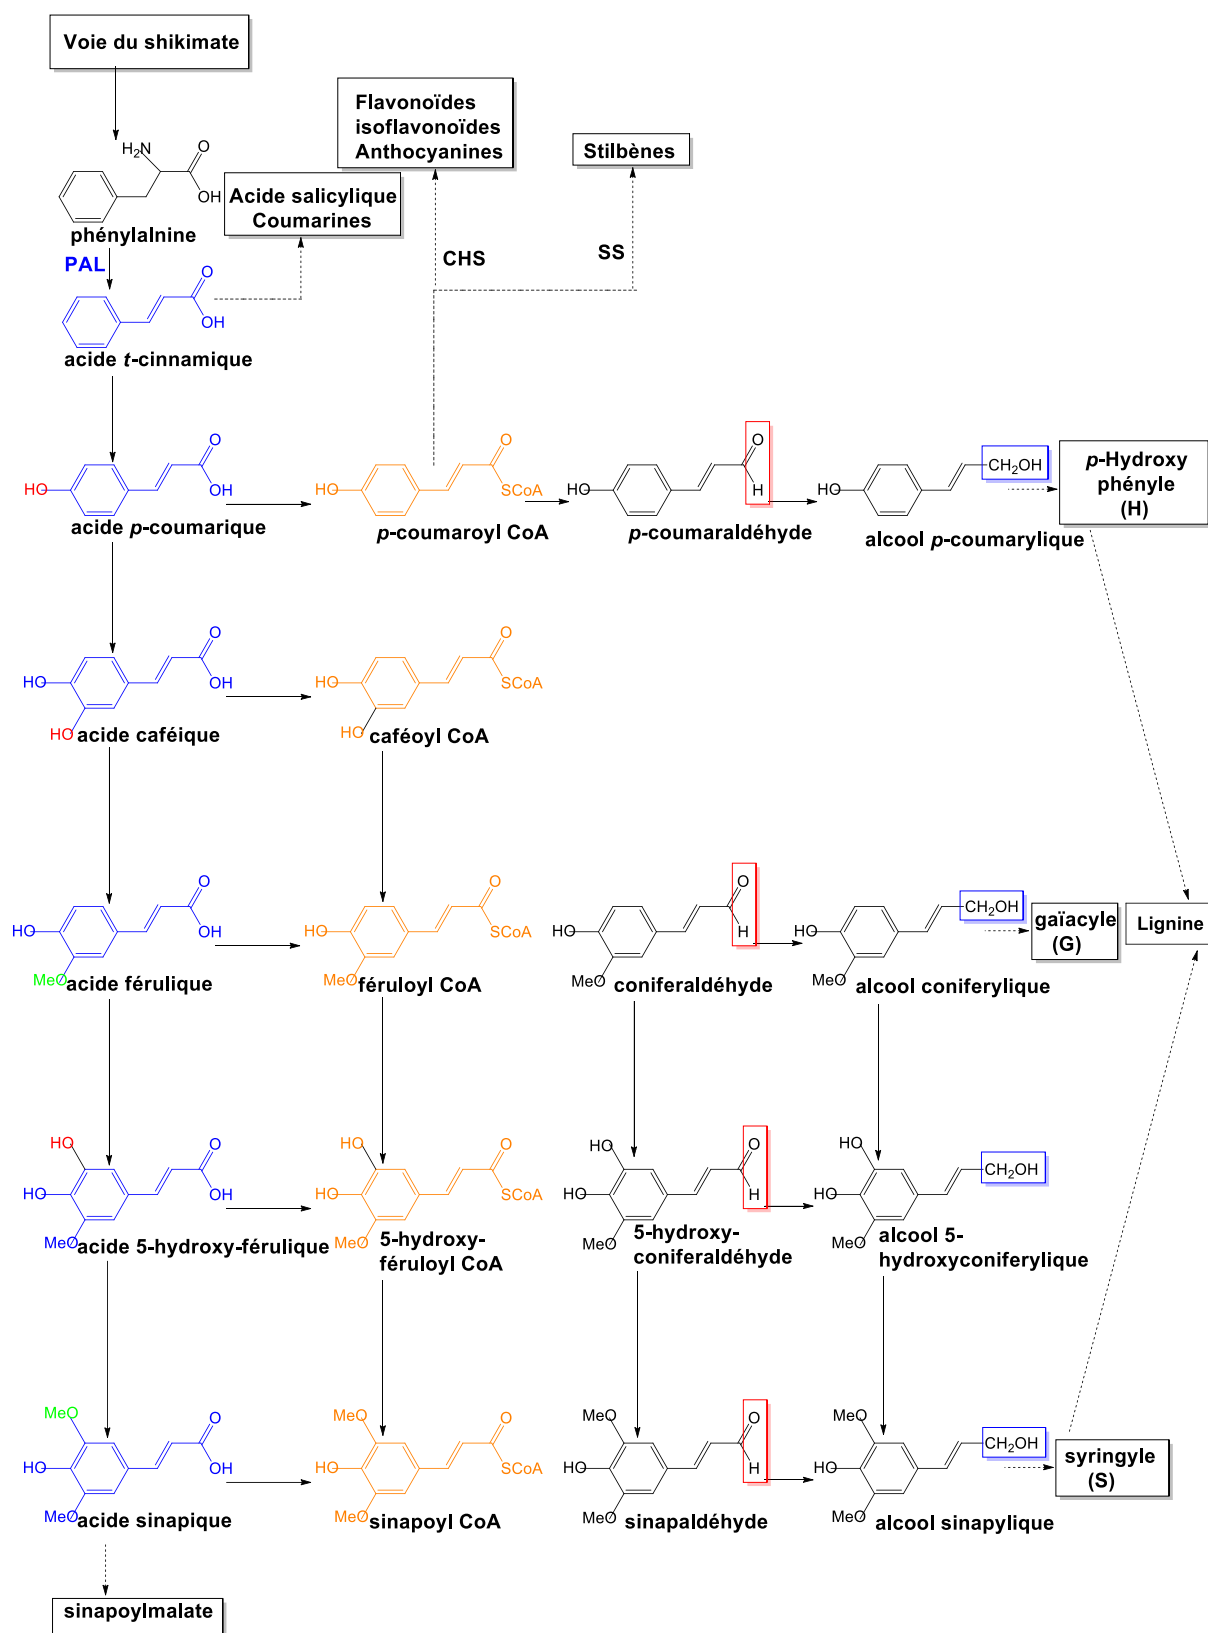 Voie du shikimate
Flavonoïdes
isoflavonoïdes
Anthocyanines
Stilbènes
H₂N
O
OH
phénylalnine
Acide salicylique
Coumarines
PAL
CHS
SS
O
OH
acide t-cinnamique
HO
O
OH
acide p-coumarique
HO
O
SCoA
p-coumaroyl CoA
HO
O
H
p-coumaraldéhyde
HO
CH₂OH
alcool p-coumarylique
p-Hydroxy
phényle
(H)
HO
HO
O
OH
acide caféique
HO
HO
O
SCoA
caféoyl CoA
HO
MeO
O
OH
acide férulique
HO
MeO
O
SCoA
féruloyl CoA
HO
MeO
O
H
coniferaldéhyde
HO
MeO
CH₂OH
alcool coniferylique
gaïacyle
(G)
Lignine
HO
HO
MeO
O
OH
acide 5-hydroxy-férulique
HO
HO
MeO
O
SCoA
5-hydroxy-
féruloyl CoA
HO
HO
MeO
O
H
5-hydroxy-
coniferaldéhyde
HO
HO
MeO
CH₂OH
alcool 5-
hydroxyconiferylique
MeO
HO
MeO
O
OH
acide sinapique
MeO
HO
MeO
O
SCoA
sinapoyl CoA
MeO
HO
MeO
O
H
sinapaldéhyde
MeO
HO
MeO
CH₂OH
alcool sinapylique
syringyle
(S)
sinapoylmalate